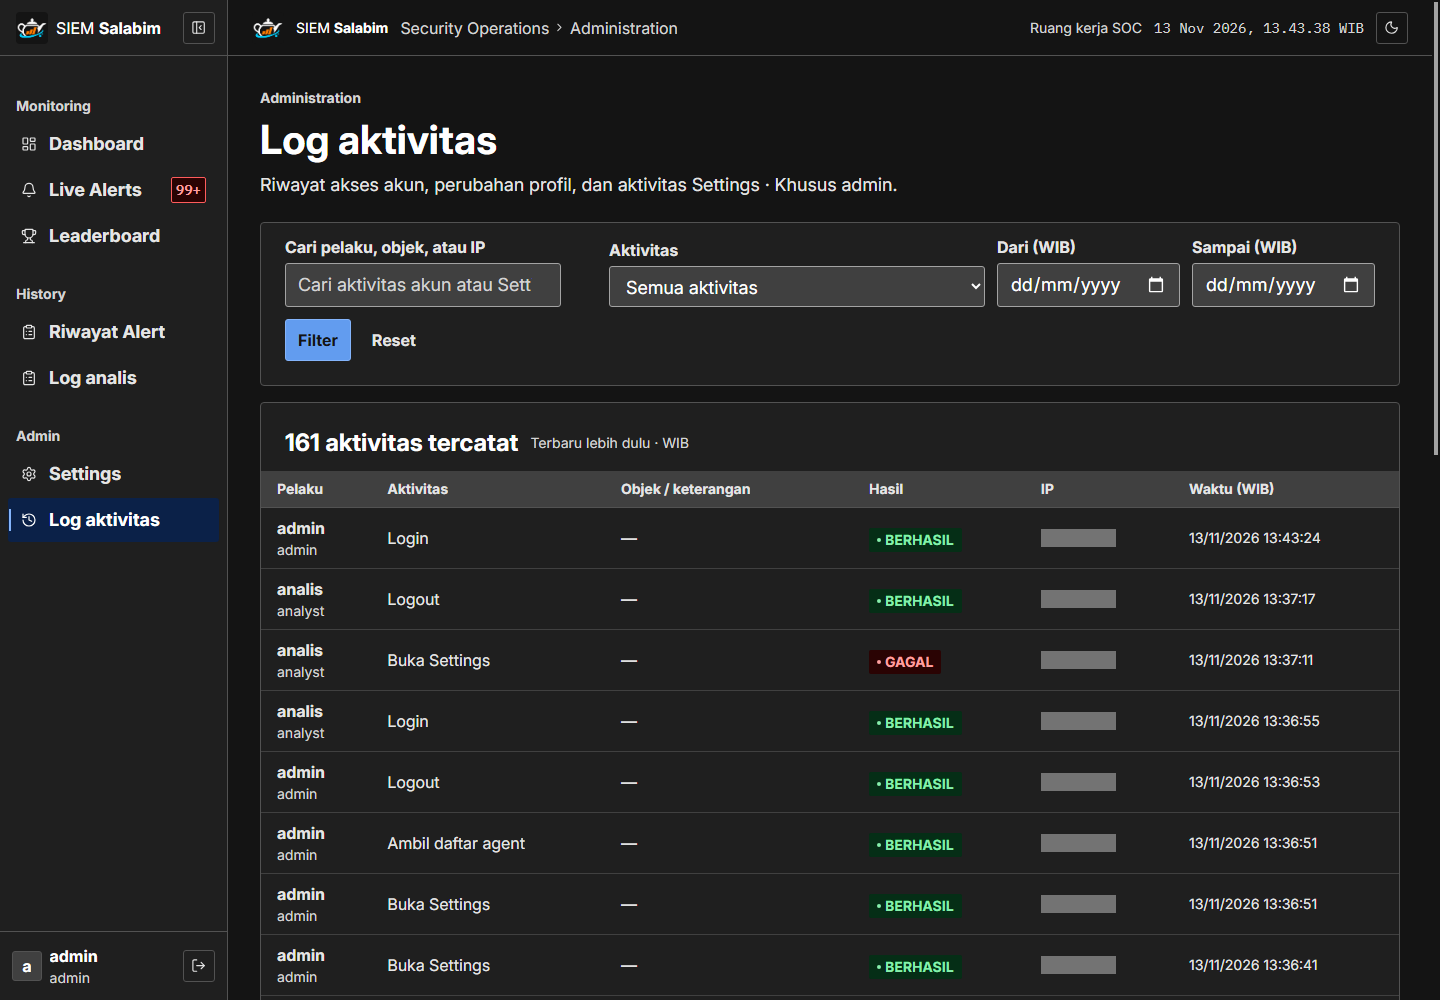 SIEM Salabim
Monitoring
Dashboard
Live Alerts 99+
Leaderboard
History
Riwayat Alert
Log analis
Admin
Settings
Log aktivitas
a admin
admin
SIEM Salabim Security Operations › Administration
Ruang kerja SOC 13 Nov 2026, 13.43.38 WIB
Administration
Log aktivitas
Riwayat akses akun, perubahan profil, dan aktivitas Settings · Khusus admin.
Cari pelaku, objek, atau IP Aktivitas Dari (WIB) Sampai (WIB)
Cari aktivitas akun atau Sett Semua aktivitas dd/mm/yyyy dd/mm/yyyy
Filter Reset
161 aktivitas tercatat Terbaru lebih dulu · WIB
Pelaku Aktivitas Objek / keterangan Hasil IP Waktu (WIB)
admin
admin Login — • BERHASIL 13/11/2026 13:43:24
analis
analyst Logout — • BERHASIL 13/11/2026 13:37:17
analis
analyst Buka Settings — • GAGAL 13/11/2026 13:37:11
analis
analyst Login — • BERHASIL 13/11/2026 13:36:55
admin
admin Logout — • BERHASIL 13/11/2026 13:36:53
admin
admin Ambil daftar agent — • BERHASIL 13/11/2026 13:36:51
admin
admin Buka Settings — • BERHASIL 13/11/2026 13:36:51
admin
admin Buka Settings — • BERHASIL 13/11/2026 13:36:41